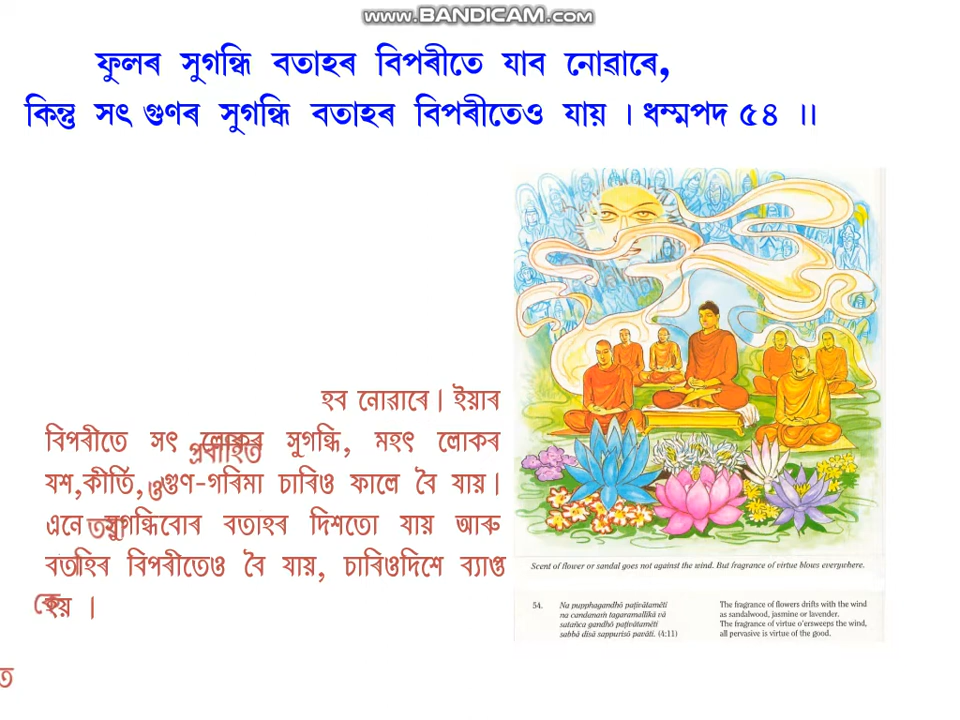 www.BANDICAM.com
ফুলৰ সুগন্ধি বতাহৰ বিপৰীতে যাব নোৱাৰে,
কিন্তু সৎ গুণৰ সুগন্ধি বতাহৰ বিপৰীতেও যায় । ধম্মপদ ৫৪ ।।
হব নোৱাৰে। ইয়াৰ
বিপৰীতে সৎ লোকৰ সুগন্ধি, মহৎ লোকৰ
প্ৰবাহিত
যশ,কীৰ্তি, গুণ-গৰিমা চাৰিও ফালে বৈ যায়।
ও
এনে সুগন্ধিবোৰ বতাহৰ দিশতো যায় আৰু
বতাহৰ বিপৰীতেও বৈ যায়, চাৰিওদিশে ব্যাপ্ত
হয় ।
ত
Scent of flower or sandal goes not against the wind. But fragrance of virtue blows everywhere.
54. Na pupphagandhō paṭivātamēti
na candanaṁ tagaramallikā vā
satañca gandhō paṭivātamēti
sabbā disā sappurisō pavāti. (4:11)
The fragrance of flowers drifts with the wind
as sandalwood, jasmine or lavender.
The fragrance of virtue o'ersweeps the wind,
all pervasive is virtue of the good.